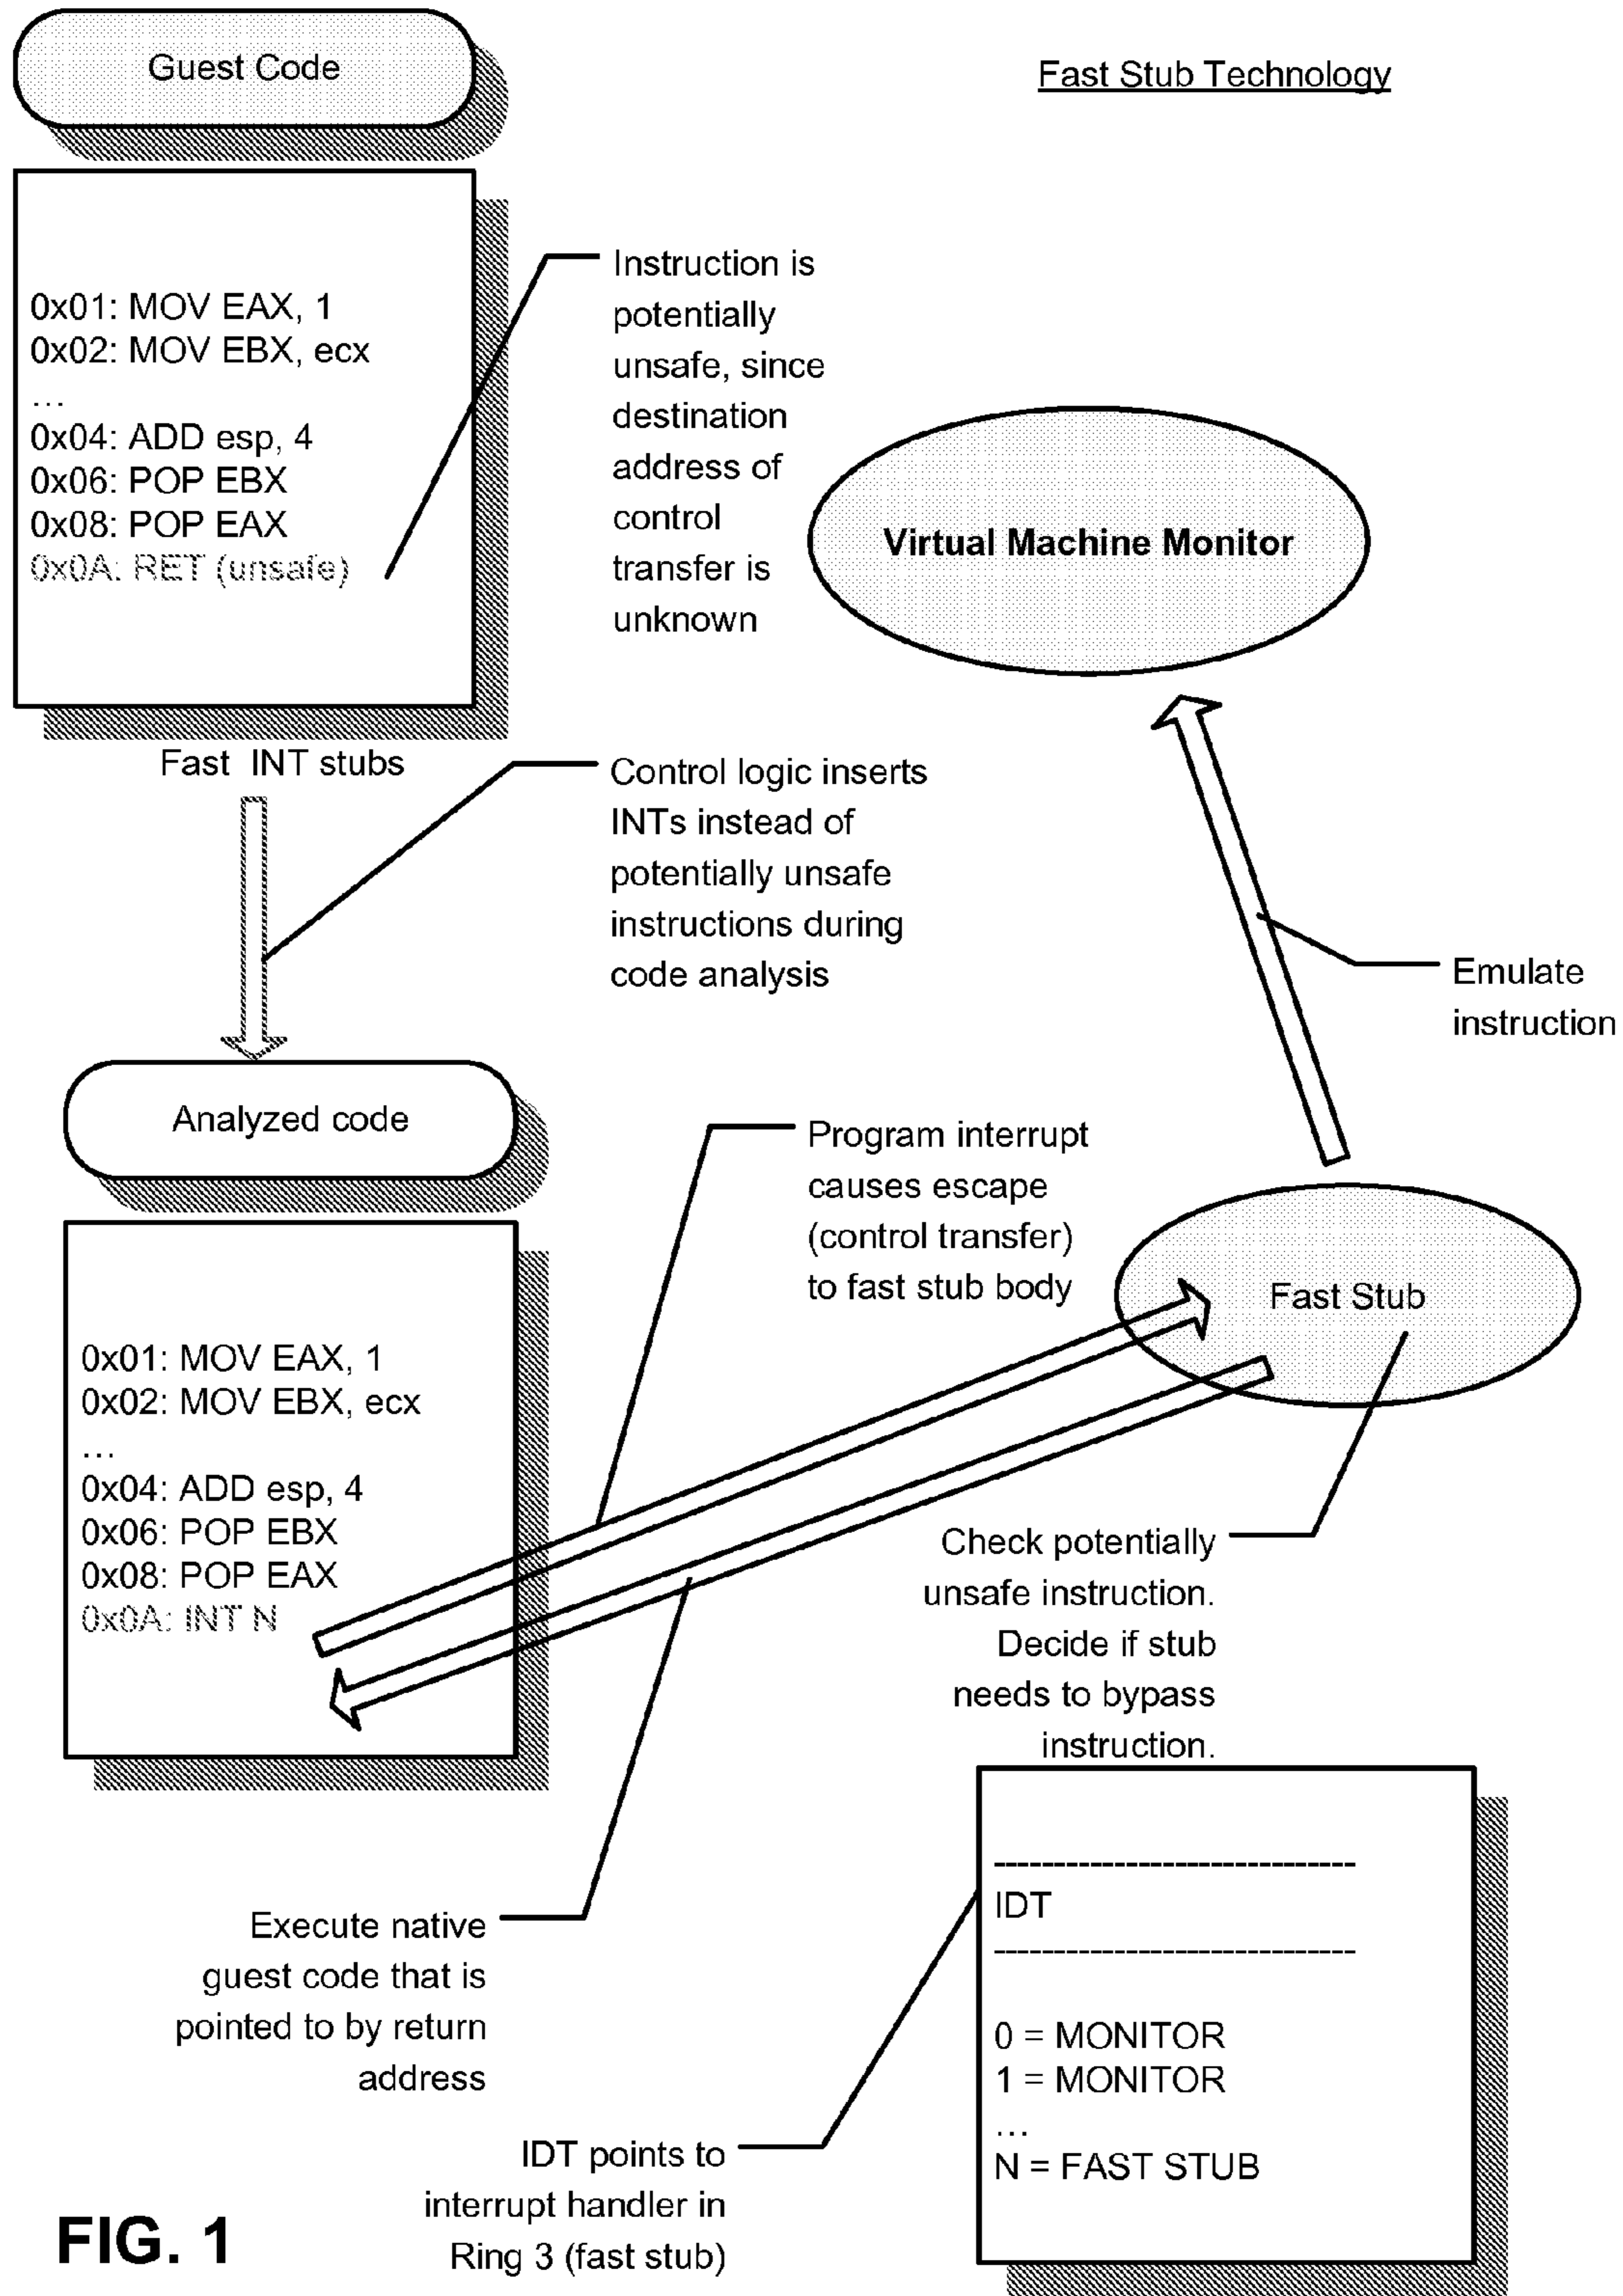 Guest Code
Fast Stub Technology
0x01: MOV EAX, 1
0x02: MOV EBX, ecx
...
0x04: ADD esp, 4
0x06: POP EBX
0x08: POP EAX
0x0A: RET (unsafe)
Instruction is
potentially
unsafe, since
destination
address of
control
transfer is
unknown
Virtual Machine Monitor
Fast INT stubs
Control logic inserts
INTs instead of
potentially unsafe
instructions during
code analysis
Emulate
instruction
Analyzed code
Program interrupt
causes escape
(control transfer)
to fast stub body
Fast Stub
0x01: MOV EAX, 1
0x02: MOV EBX, ecx
...
0x04: ADD esp, 4
0x06: POP EBX
0x08: POP EAX
0x0A: INT N
Check potentially
unsafe instruction.
Decide if stub
needs to bypass
instruction.
Execute native
guest code that is
pointed to by return
address
------------------------------
IDT
------------------------------
0 = MONITOR
1 = MONITOR
...
N = FAST STUB
IDT points to
interrupt handler in
Ring 3 (fast stub)
FIG. 1